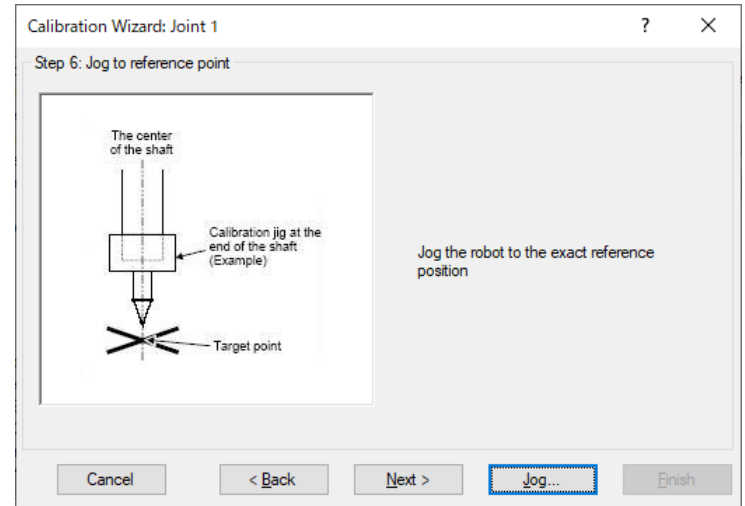 Calibration Wizard: Joint 1
?
Step 6: Jog to reference point
The center
of the shaft
Calibration jig at the
end of the shaft
(Example)
Target point
Jog the robot to the exact reference
position
Cancel
< Back
Next >
Jog...
Finish